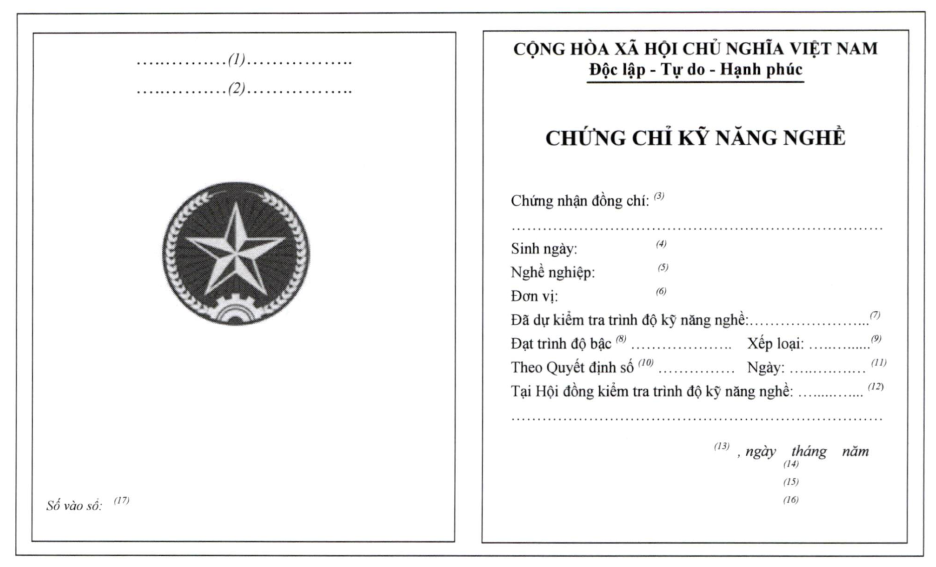 …..……….(1)……………..
…..……….(2)……………..
Số vào sổ: (17)
CỘNG HÒA XÃ HỘI CHỦ NGHĨA VIỆT NAM
Độc lập - Tự do - Hạnh phúc
CHỨNG CHỈ KỸ NĂNG NGHỀ
Chứng nhận đồng chí: (3)
………………………………………………………………
Sinh ngày: (4)
Nghề nghiệp: (5)
Đơn vị: (6)
Đã dự kiểm tra trình độ kỹ năng nghề:…………………...(7)
Đạt trình độ bậc (8) ……………….. Xếp loại: …..…......(9)
Theo Quyết định số (10) …………… Ngày: …..……… (11)
Tại Hội đồng kiểm tra trình độ kỹ năng nghề: ….....….... (12)
………………………………………………………………
(13) , ngày tháng năm
(14)
(15)
(16)